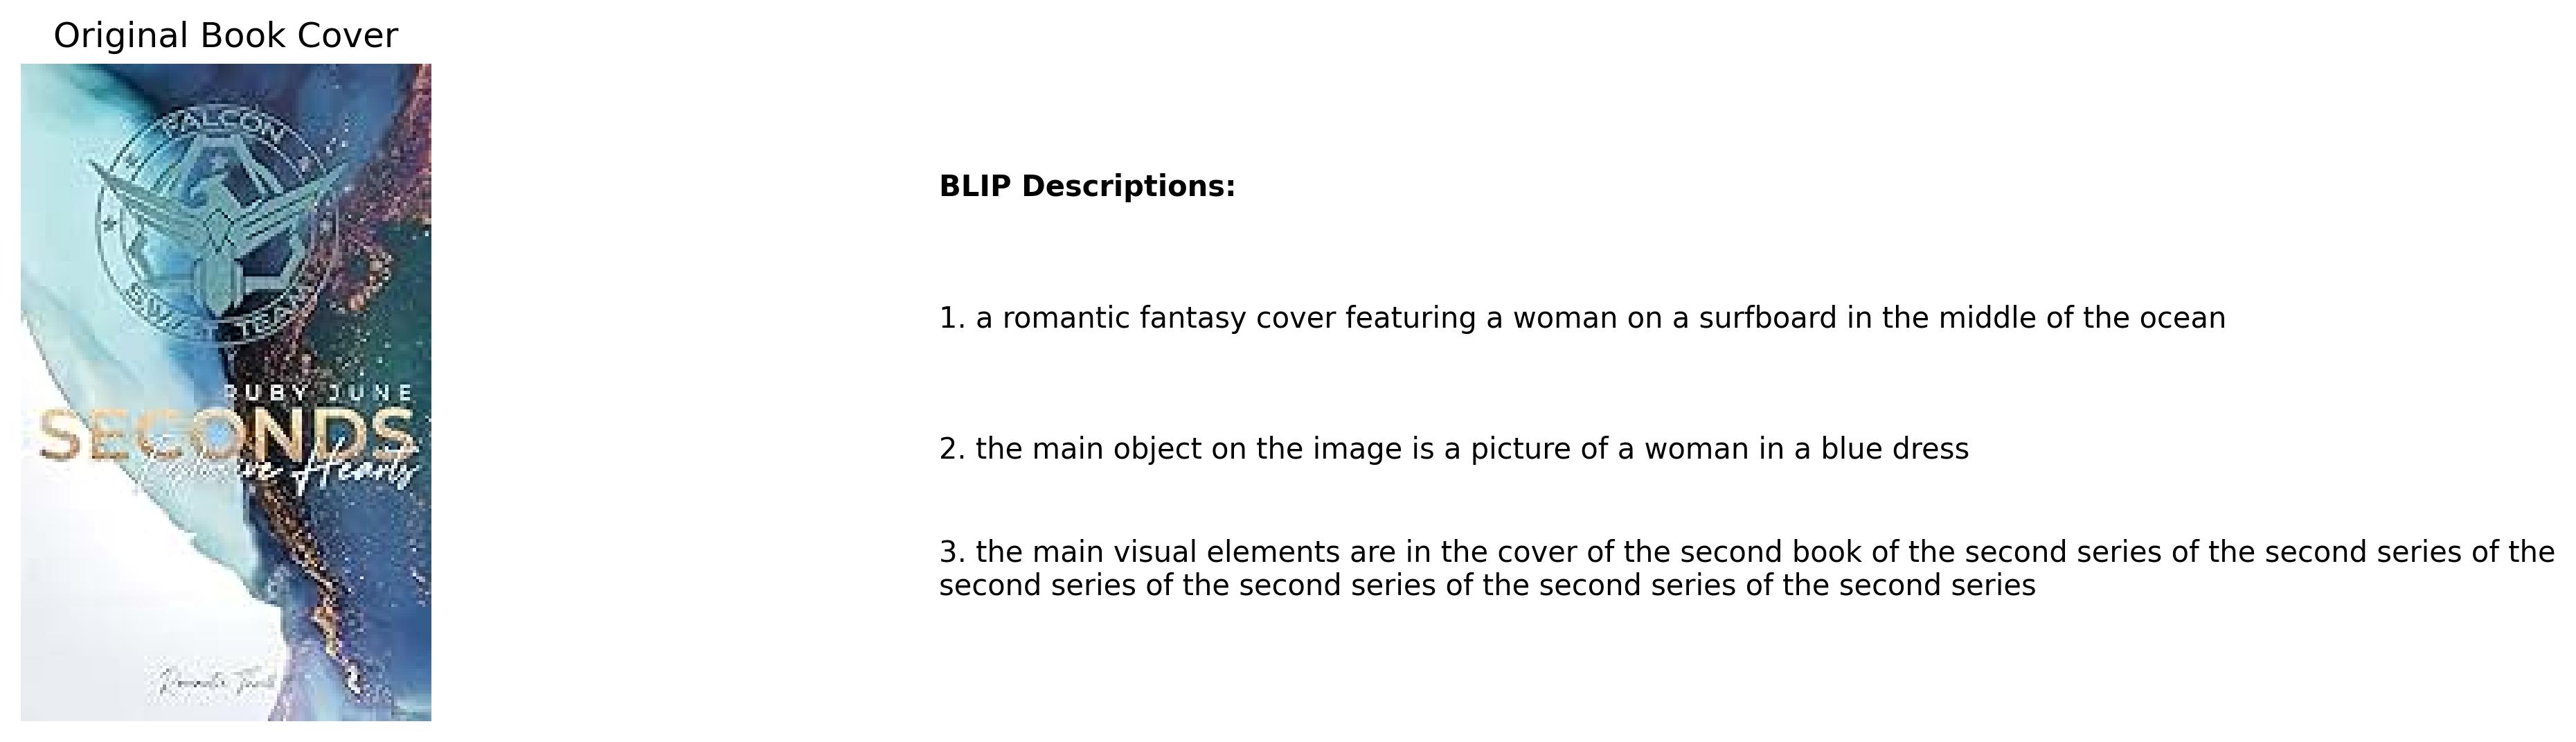 Original Book Cover
FALCON
SWAT TEAM
RUBY JUNE
SECONDS
Hearts
BLIP Descriptions:
1. a romantic fantasy cover featuring a woman on a surfboard in the middle of the ocean
2. the main object on the image is a picture of a woman in a blue dress
3. the main visual elements are in the cover of the second book of the second series of the second series of the
second series of the second series of the second series of the second series